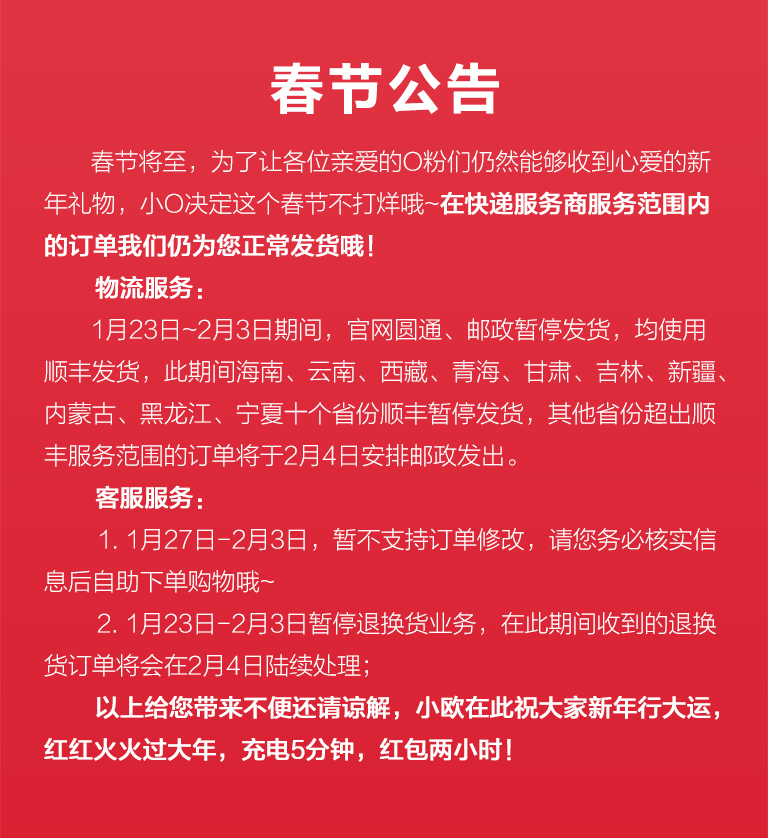 春节公告
春节将至，为了让各位亲爱的O粉们仍然能够收到心爱的新
年礼物，小O决定这个春节不打烊哦~在快递服务商服务范围内
的订单我们仍为您正常发货哦！
物流服务：
1月23日~2月3日期间，官网圆通、邮政暂停发货，均使用
顺丰发货，此期间海南、云南、西藏、青海、甘肃、吉林、新疆、
内蒙古、黑龙江、宁夏十个省份顺丰暂停发货，其他省份超出顺
丰服务范围的订单将于2月4日安排邮政发出。
客服服务：
1. 1月27日-2月3日，暂不支持订单修改，请您务必核实信
息后自助下单购物哦~
2. 1月23日-2月3日暂停退换货业务，在此期间收到的退换
货订单将会在2月4日陆续处理；
以上给您带来不便还请谅解，小欧在此祝大家新年行大运，
红红火火过大年，充电5分钟，红包两小时！